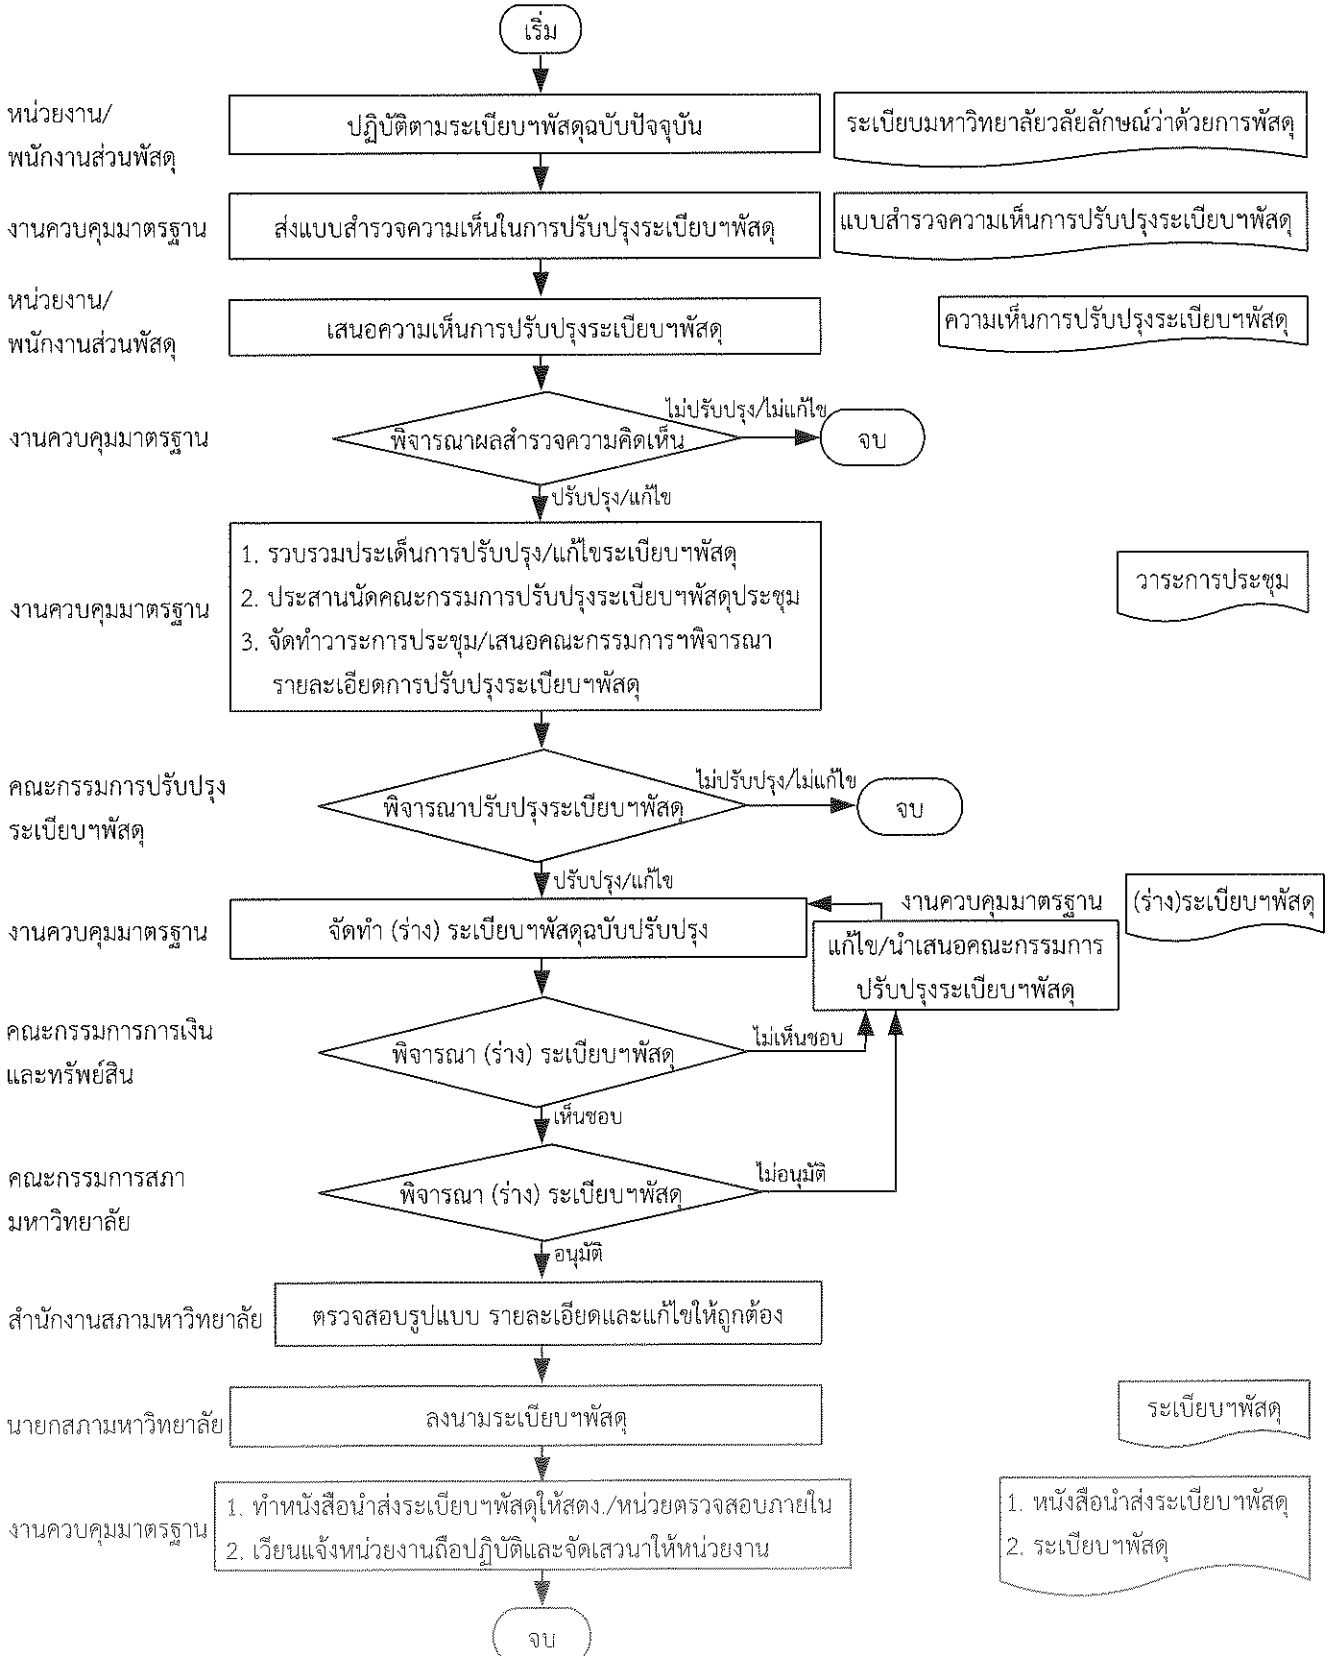 เริ่ม
หน่วยงาน/
พนักงานส่วนพัสดุ
ปฏิบัติตามระเบียบฯพัสดุฉบับปัจจุบัน
ระเบียบมหาวิทยาลัยวลัยลักษณ์ว่าด้วยการพัสดุ
งานควบคุมมาตรฐาน
ส่งแบบสำรวจความเห็นในการปรับปรุงระเบียบฯพัสดุ
แบบสำรวจความเห็นการปรับปรุงระเบียบฯพัสดุ
หน่วยงาน/
พนักงานส่วนพัสดุ
เสนอความเห็นการปรับปรุงระเบียบฯพัสดุ
ความเห็นการปรับปรุงระเบียบฯพัสดุ
งานควบคุมมาตรฐาน
พิจารณาผลสำรวจความคิดเห็น
ไม่ปรับปรุง/ไม่แก้ไข
จบ
ปรับปรุง/แก้ไข
งานควบคุมมาตรฐาน
1. รวบรวมประเด็นการปรับปรุง/แก้ไขระเบียบฯพัสดุ
2. ประสานนัดคณะกรรมการปรับปรุงระเบียบฯพัสดุประชุม
3. จัดทำวาระการประชุม/เสนอคณะกรรมการฯพิจารณา
รายละเอียดการปรับปรุงระเบียบฯพัสดุ
วาระการประชุม
คณะกรรมการปรับปรุง
ระเบียบฯพัสดุ
พิจารณาปรับปรุงระเบียบฯพัสดุ
ไม่ปรับปรุง/ไม่แก้ไข
จบ
ปรับปรุง/แก้ไข
งานควบคุมมาตรฐาน
จัดทำ (ร่าง) ระเบียบฯพัสดุฉบับปรับปรุง
งานควบคุมมาตรฐาน
แก้ไข/นำเสนอคณะกรรมการ
ปรับปรุงระเบียบฯพัสดุ
(ร่าง)ระเบียบฯพัสดุ
คณะกรรมการการเงิน
และทรัพย์สิน
พิจารณา (ร่าง) ระเบียบฯพัสดุ
ไม่เห็นชอบ
เห็นชอบ
คณะกรรมการสภา
มหาวิทยาลัย
พิจารณา (ร่าง) ระเบียบฯพัสดุ
ไม่อนุมัติ
อนุมัติ
สำนักงานสภามหาวิทยาลัย
ตรวจสอบรูปแบบ รายละเอียดและแก้ไขให้ถูกต้อง
นายกสภามหาวิทยาลัย
ลงนามระเบียบฯพัสดุ
ระเบียบฯพัสดุ
งานควบคุมมาตรฐาน
1. ทำหนังสือนำส่งระเบียบฯพัสดุให้สตง./หน่วยตรวจสอบภายใน
2. เวียนแจ้งหน่วยงานถือปฏิบัติและจัดเสวนาให้หน่วยงาน
1. หนังสือนำส่งระเบียบฯพัสดุ
2. ระเบียบฯพัสดุ
จบ